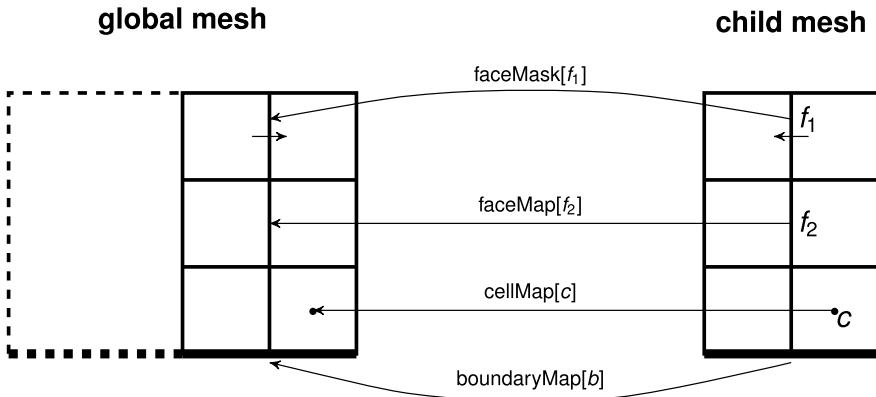 global mesh
child mesh
faceMask[f1]
f1
faceMap[f2]
f2
cellMap[c]
c
boundaryMap[b]